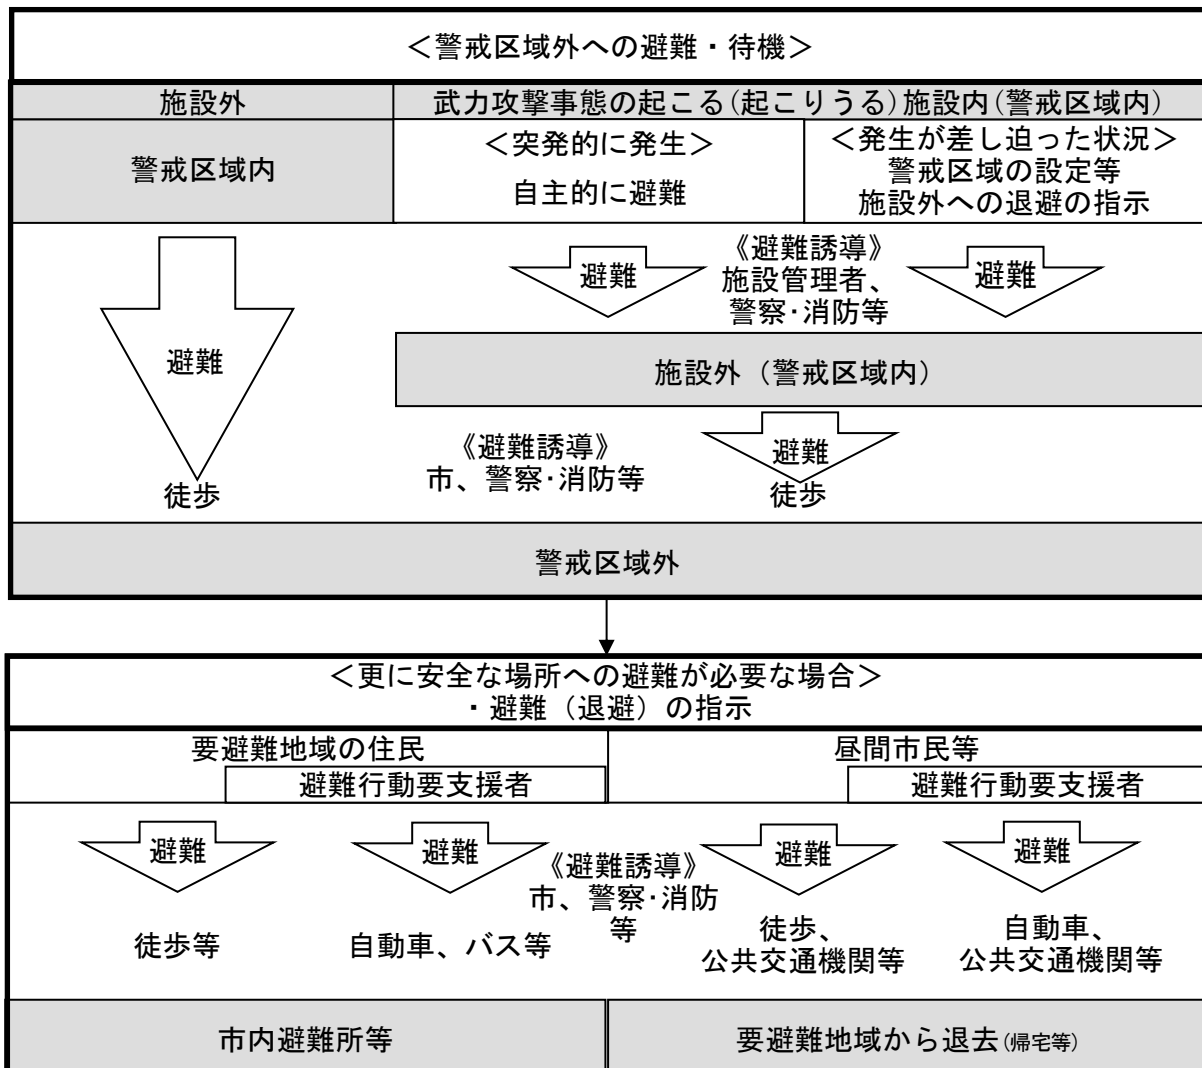 ＜警戒区域外への避難・待機＞
施設外
武力攻撃事態の起こる(起こりうる)施設内(警戒区域内)
警戒区域内
＜突発的に発生＞
自主的に避難
＜発生が差し迫った状況＞
警戒区域の設定等
施設外への退避の指示
避難
《避難誘導》
施設管理者、
警察・消防等
避難
避難
徒歩
施設外（警戒区域内）
《避難誘導》
市、警察・消防等
避難
徒歩
警戒区域外
＜更に安全な場所への避難が必要な場合＞
・避難（退避）の指示
要避難地域の住民
避難行動要支援者
昼間市民等
避難行動要支援者
避難
避難
《避難誘導》
市、警察・消防
等
避難
避難
徒歩等
自動車、バス等
徒歩、
公共交通機関等
自動車、
公共交通機関等
市内避難所等
要避難地域から退去(帰宅等)